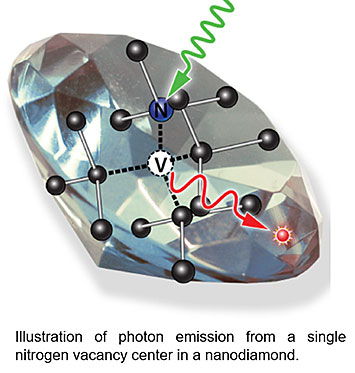 N
V
Illustration of photon emission from a single
nitrogen vacancy center in a nanodiamond.